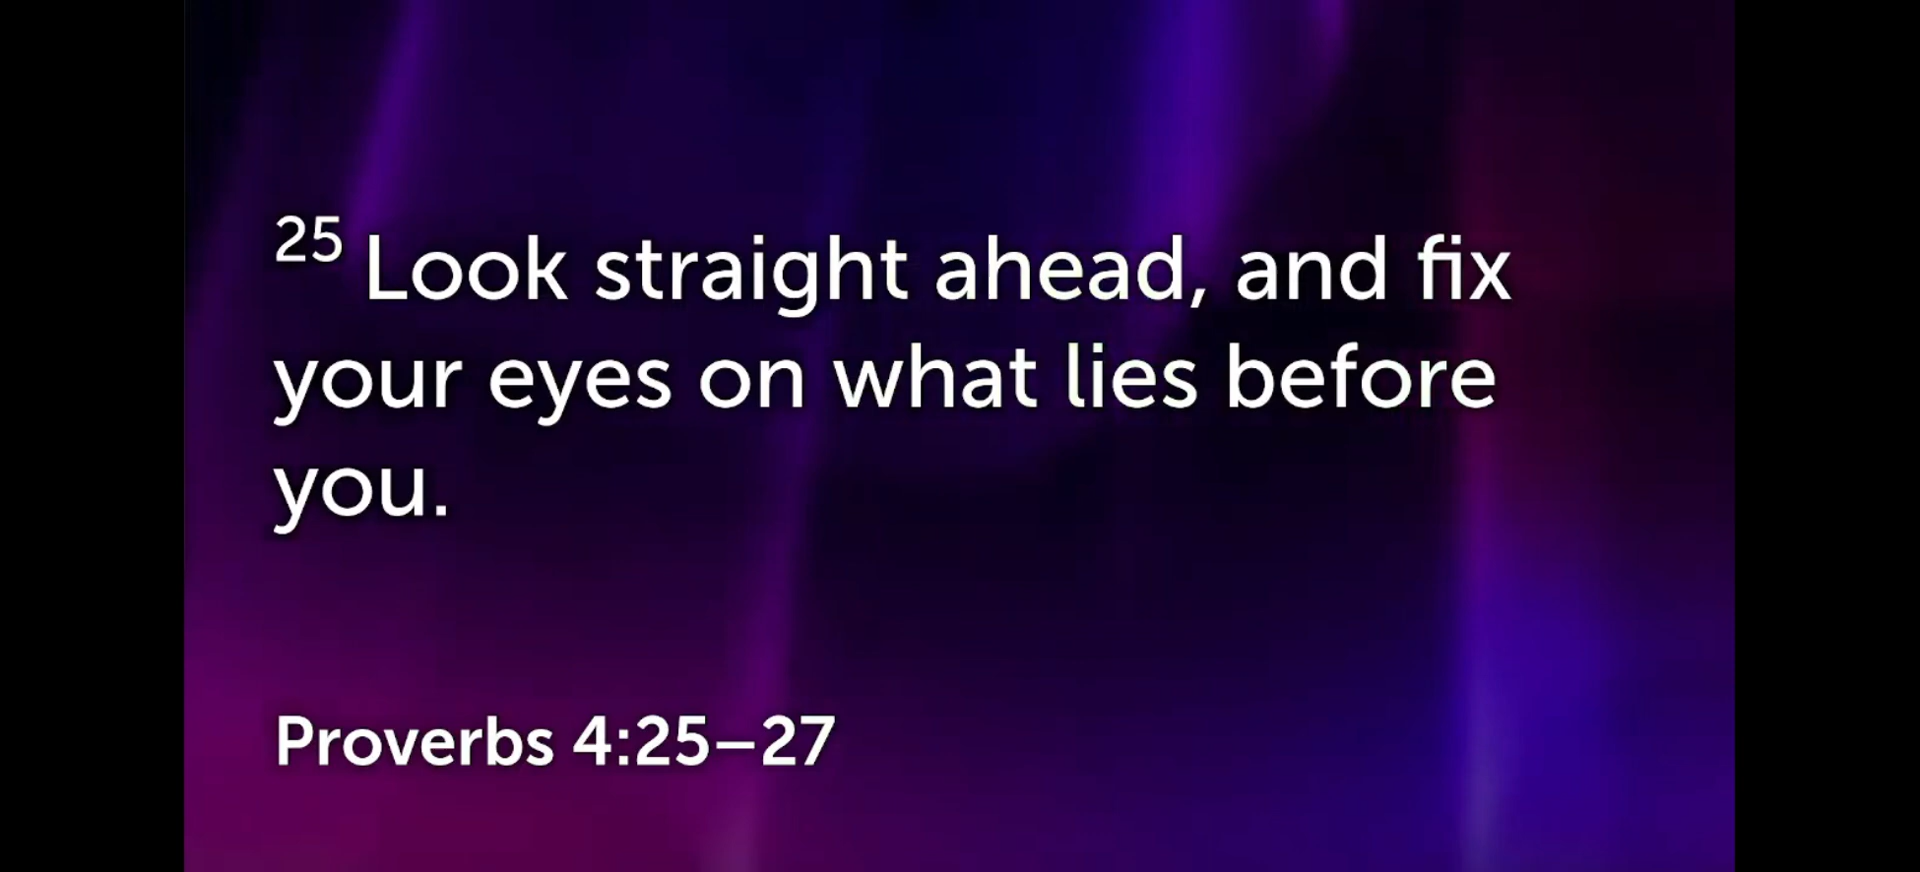 25 Look straight ahead, and fix
your eyes on what lies before
you.
Proverbs 4:25–27